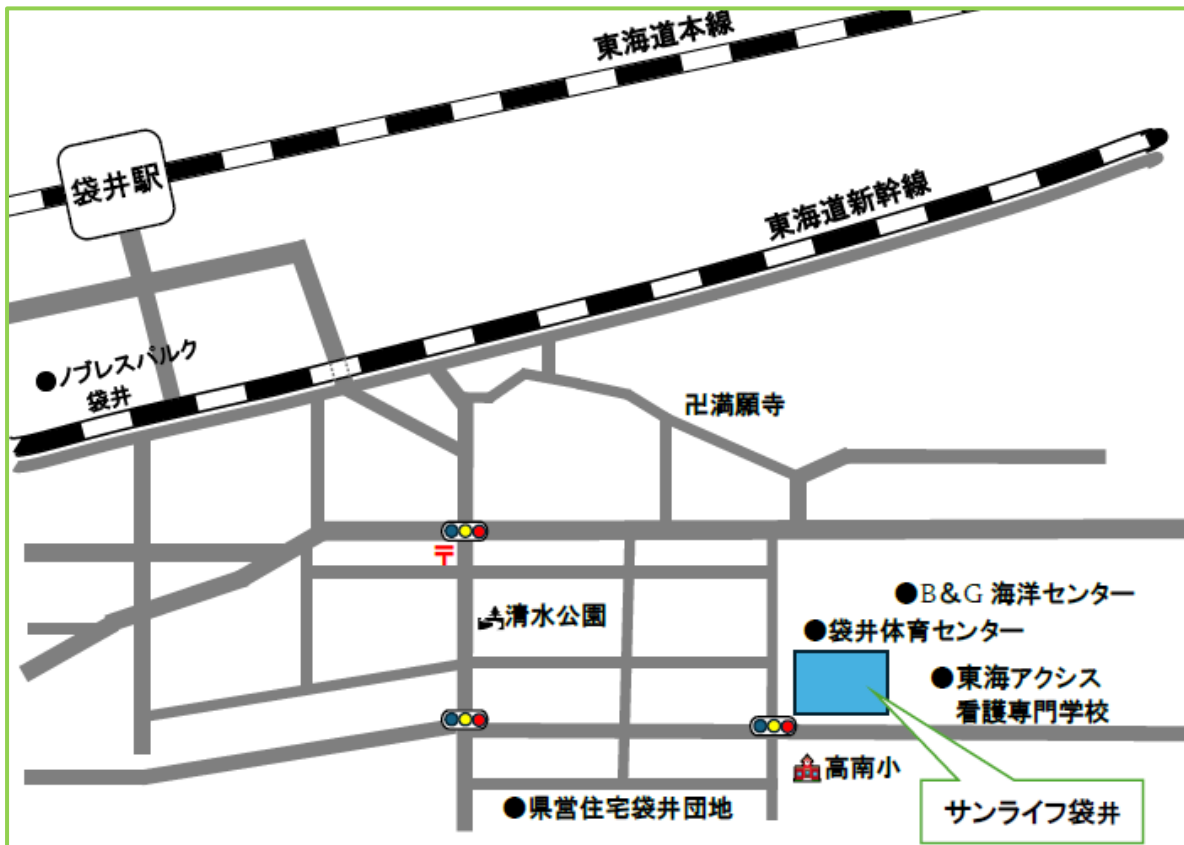 東海道本線
袋井駅
東海道新幹線
●ノブレスパルク
袋井
卍満願寺
〒
●B&G 海洋センター
清水公園
●袋井体育センター
●東海アクシス
看護専門学校
高南小
●県営住宅袋井団地
サンライフ袋井